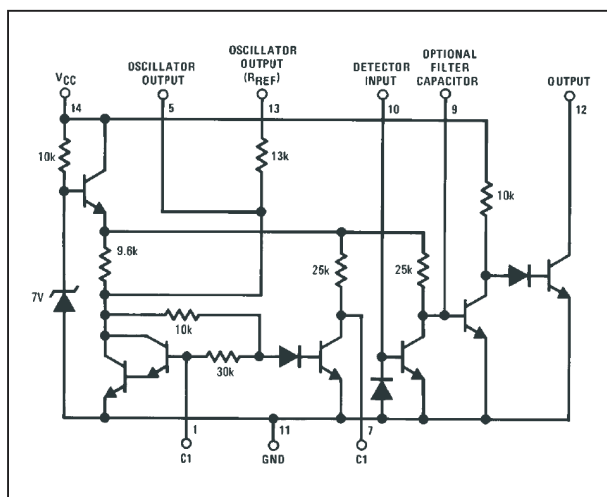 OSCILLATOR
OUTPUT
(RREF)
OPTIONAL
FILTER
CAPACITOR
OSCILLATOR
OUTPUT
DETECTOR
INPUT
VCC
OUTPUT
14
5
13
10
9
12
10k
13k
10k
9.6k
25k
25k
7V
10k
30k
1
11
7
C1
GND
C1